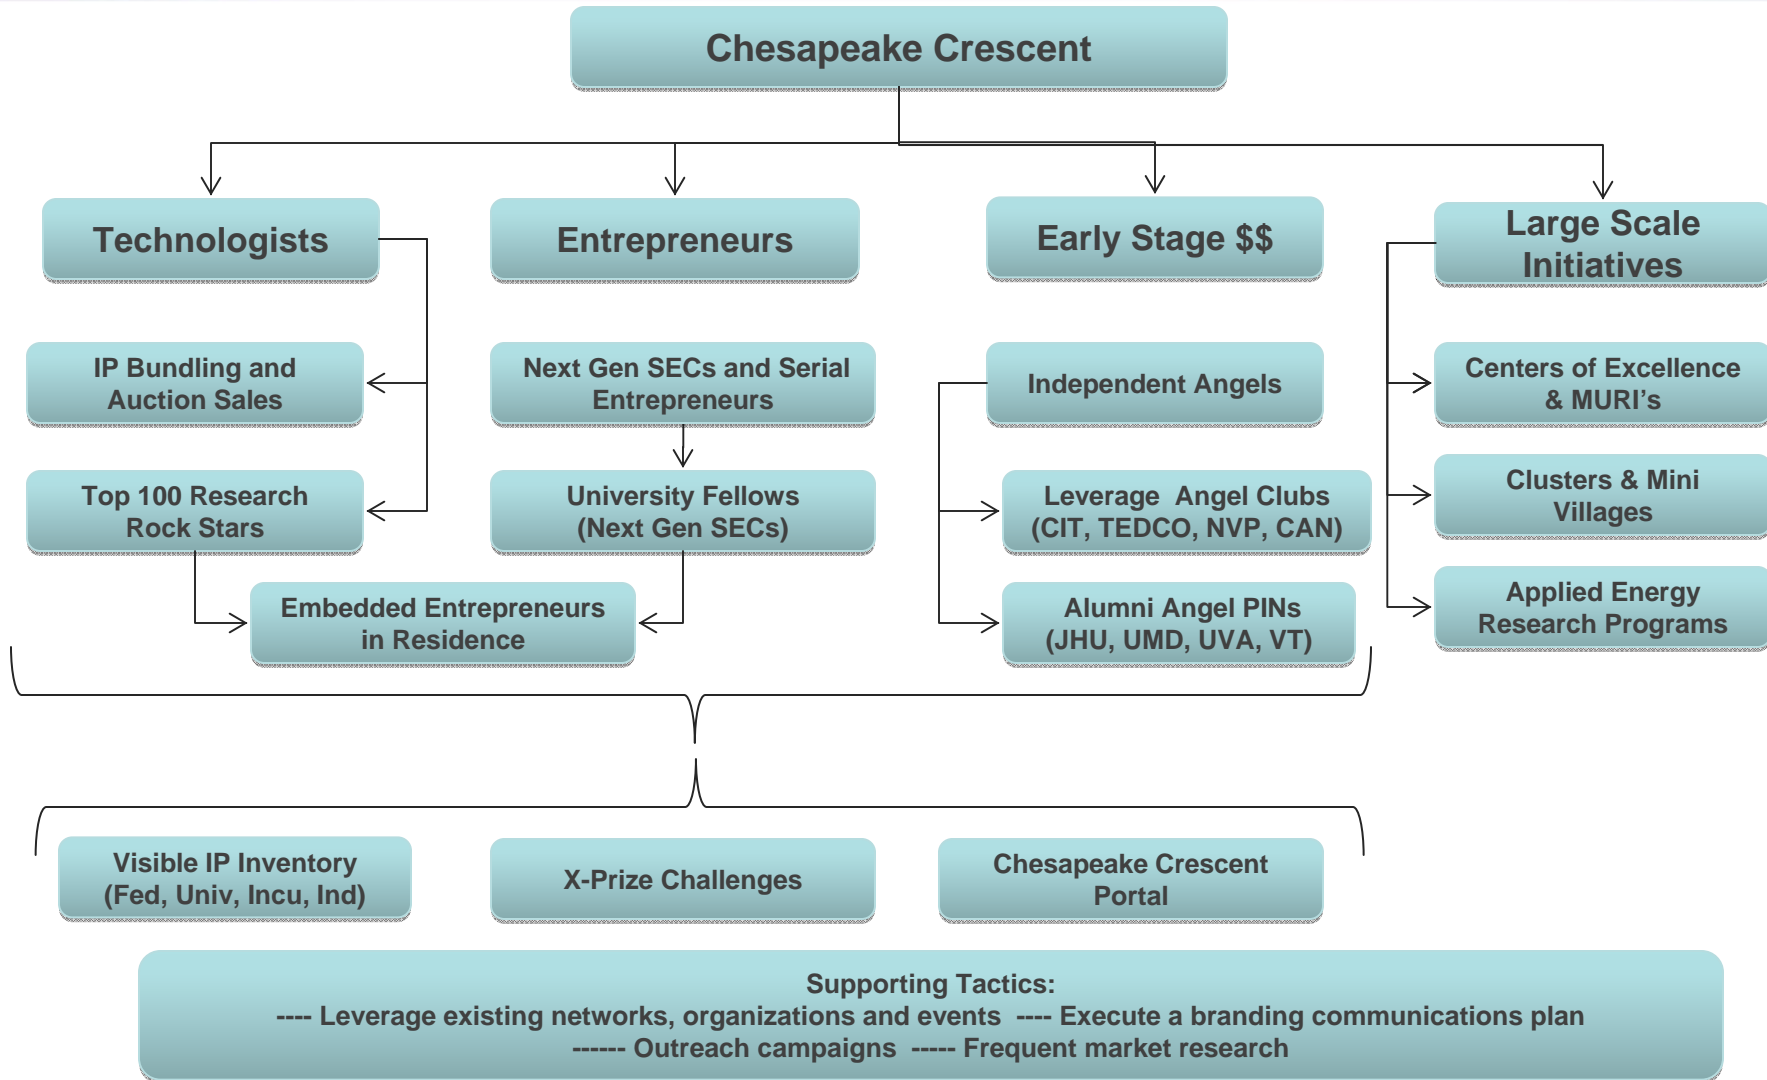 Chesapeake Crescent
Technologists
Entrepreneurs
Early Stage $$
Large Scale
Initiatives
IP Bundling and
Auction Sales
Next Gen SECs and Serial
Entrepreneurs
Independent Angels
Centers of Excellence
& MURI’s
Top 100 Research
Rock Stars
University Fellows
(Next Gen SECs)
Leverage  Angel Clubs
(CIT, TEDCO, NVP, CAN)
Clusters & Mini
Villages
Embedded Entrepreneurs
in Residence
Alumni Angel PINs
(JHU, UMD, UVA, VT)
Applied Energy
Research Programs
Visible IP Inventory
(Fed, Univ, Incu, Ind)
X-Prize Challenges
Chesapeake Crescent
Portal
Supporting Tactics:
---- Leverage existing networks, organizations and events  ---- Execute a branding communications plan
------ Outreach campaigns  ----- Frequent market research